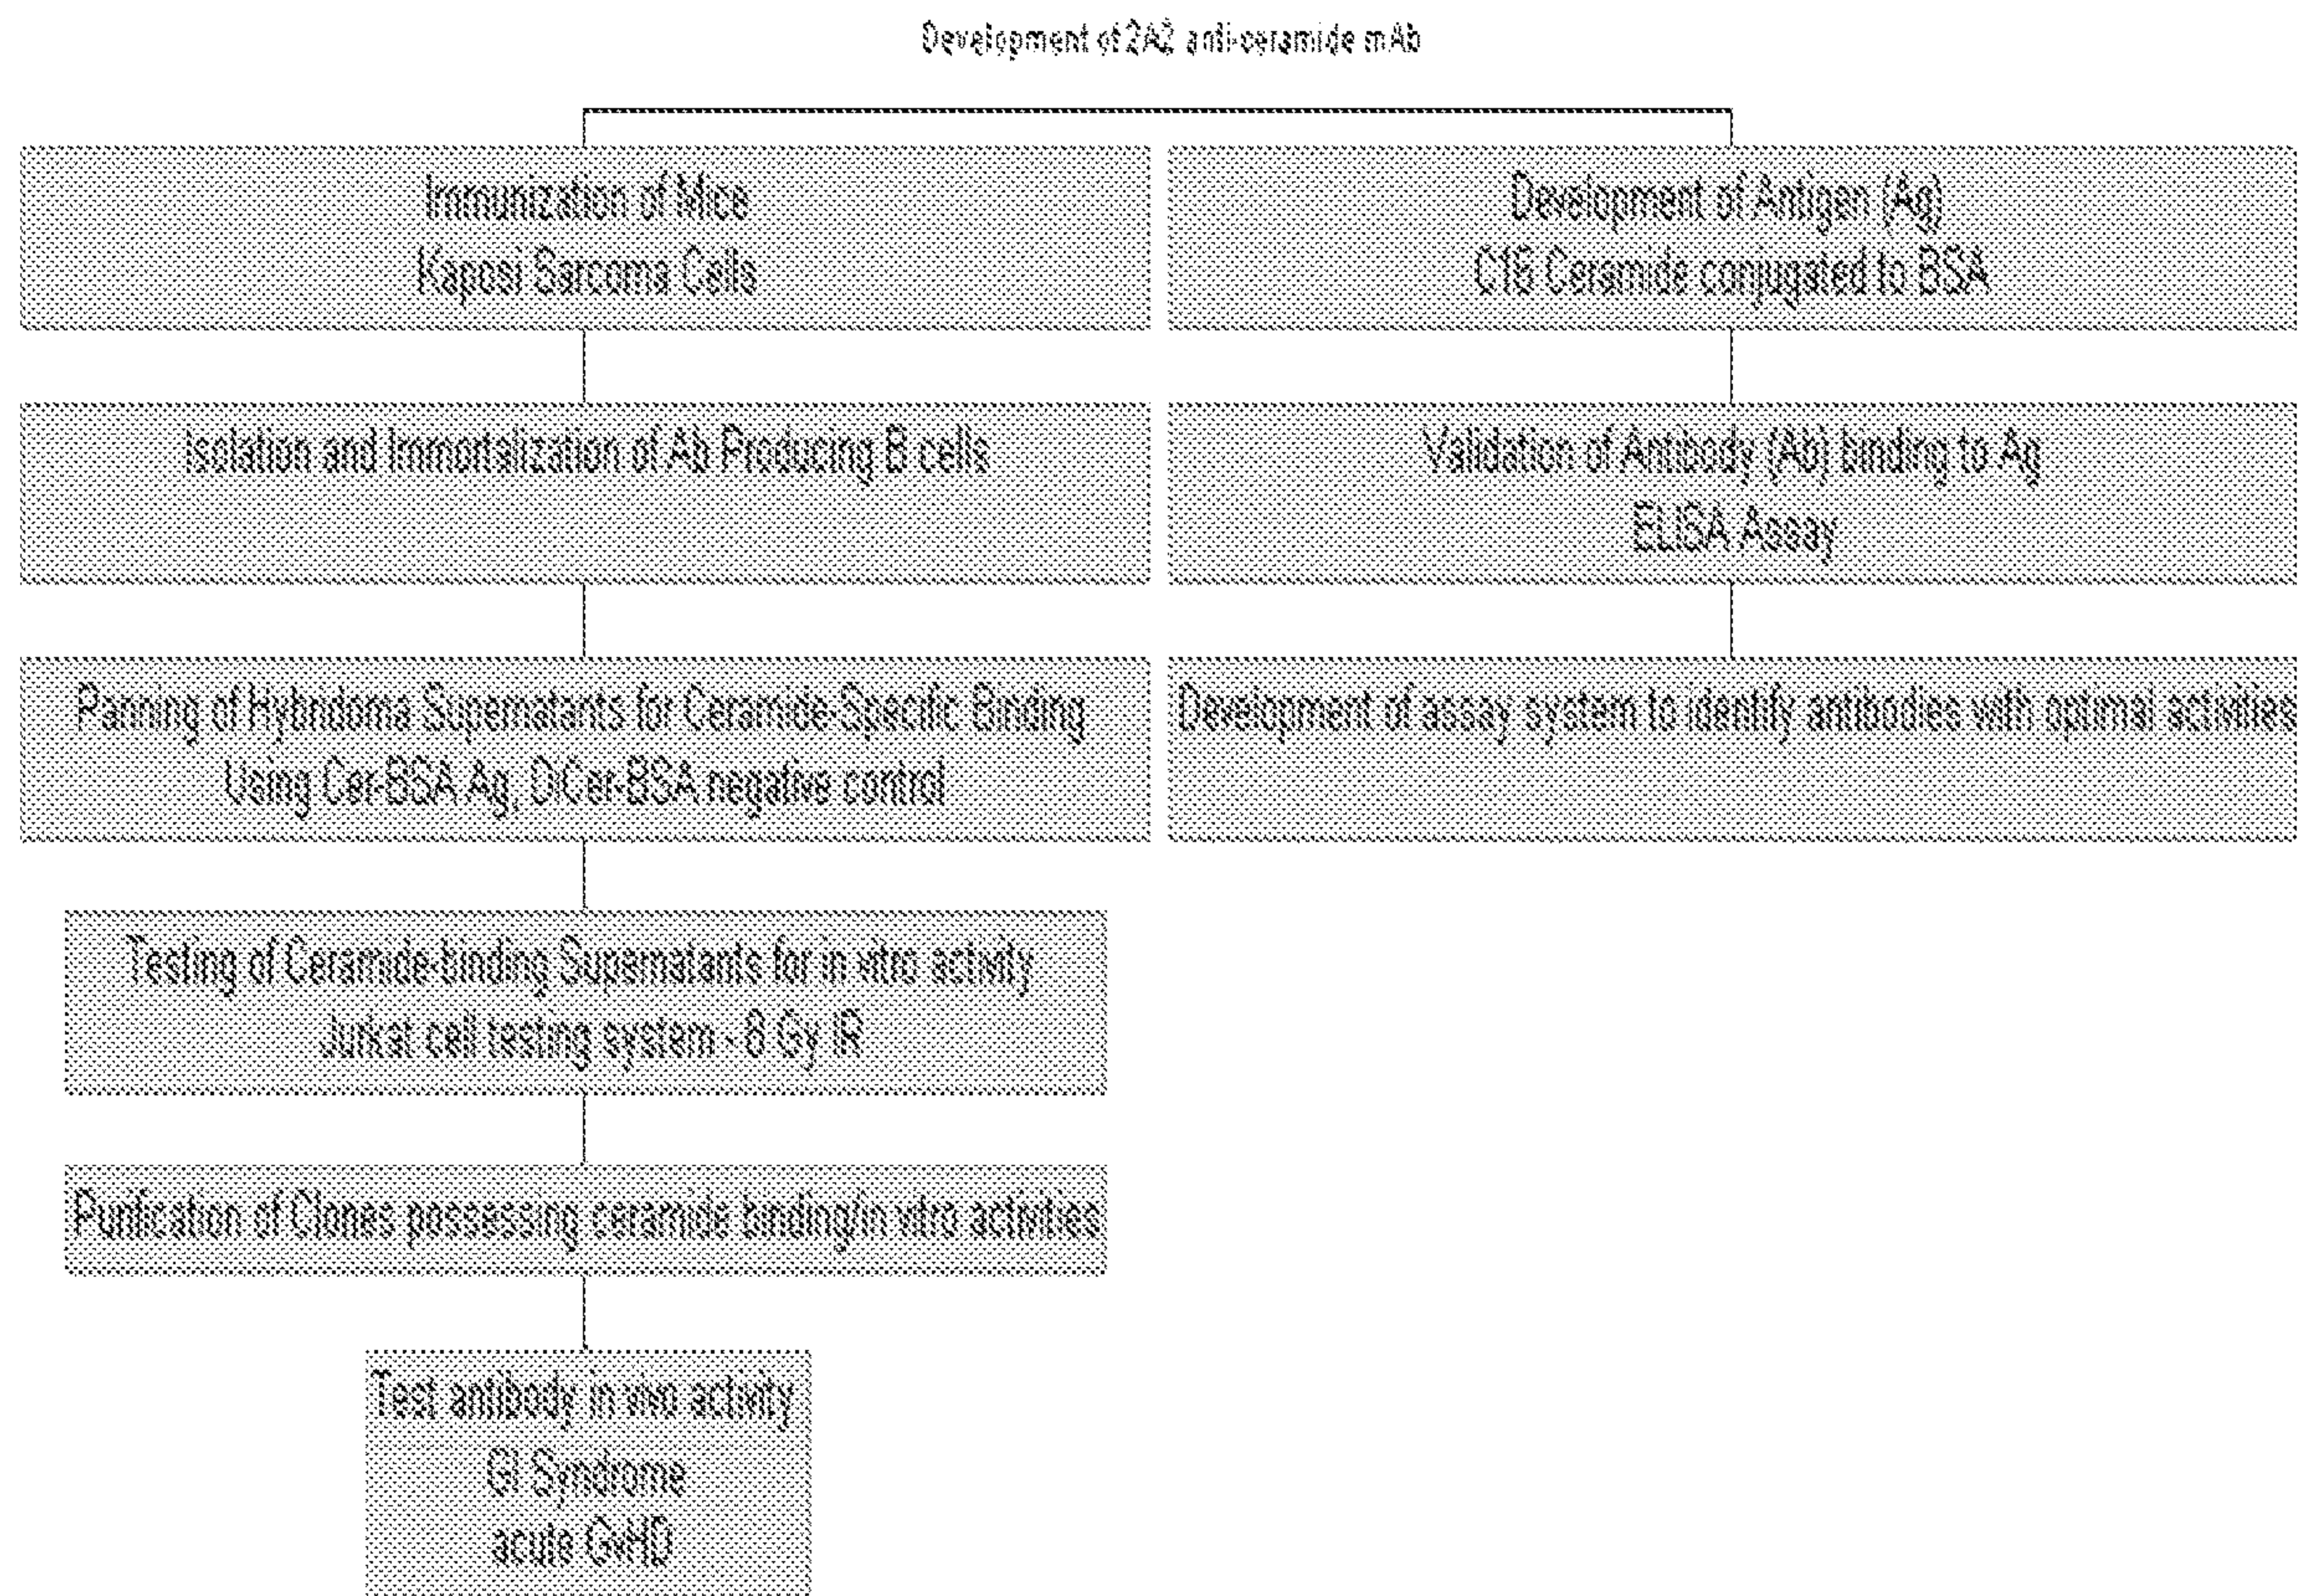 Development of 2A2 anti-ceramide mAb
Immunization of Mice
Kaposi Sarcoma Cells
Isolation and Immortalization of Ab Producing B cells
Panning of Hybridoma Supernatants for Ceramide-Specific Binding
Using Cer-BSA Ag, DiCer-BSA negative control
Testing of Ceramide-binding Supernatants for in vitro activity
Jurkat cell testing system - 8 Gy IR
Purification of Clones possessing ceramide binding/in vitro activities
Test antibody in vivo activity
GI Syndrome
acute GvHD
Development of Antigen (Ag)
C16 Ceramide conjugated to BSA
Validation of Antibody (Ab) binding to Ag
ELISA Assay
Development of assay system to identify antibodies with optimal activities